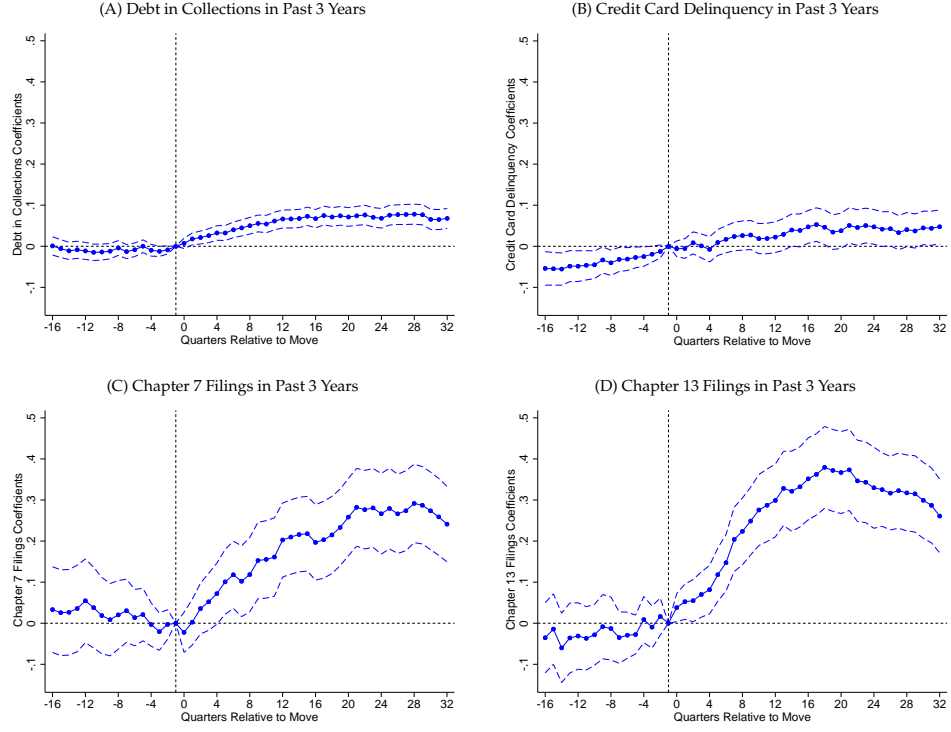 (A) Debt in Collections in Past 3 Years
Debt in Collections Coefficients
.5
.4
.3
.2
.1
0
-.1
-16 -12 -8 -4 0 4 8 12 16 20 24 28 32
Quarters Relative to Move
(B) Credit Card Delinquency in Past 3 Years
Credit Card Delinquency Coefficients
.5
.4
.3
.2
.1
0
-.1
-16 -12 -8 -4 0 4 8 12 16 20 24 28 32
Quarters Relative to Move
(C) Chapter 7 Filings in Past 3 Years
Chapter 7 Filings Coefficients
.5
.4
.3
.2
.1
0
-.1
-16 -12 -8 -4 0 4 8 12 16 20 24 28 32
Quarters Relative to Move
(D) Chapter 13 Filings in Past 3 Years
Chapter 13 Filings Coefficients
.5
.4
.3
.2
.1
0
-.1
-16 -12 -8 -4 0 4 8 12 16 20 24 28 32
Quarters Relative to Move